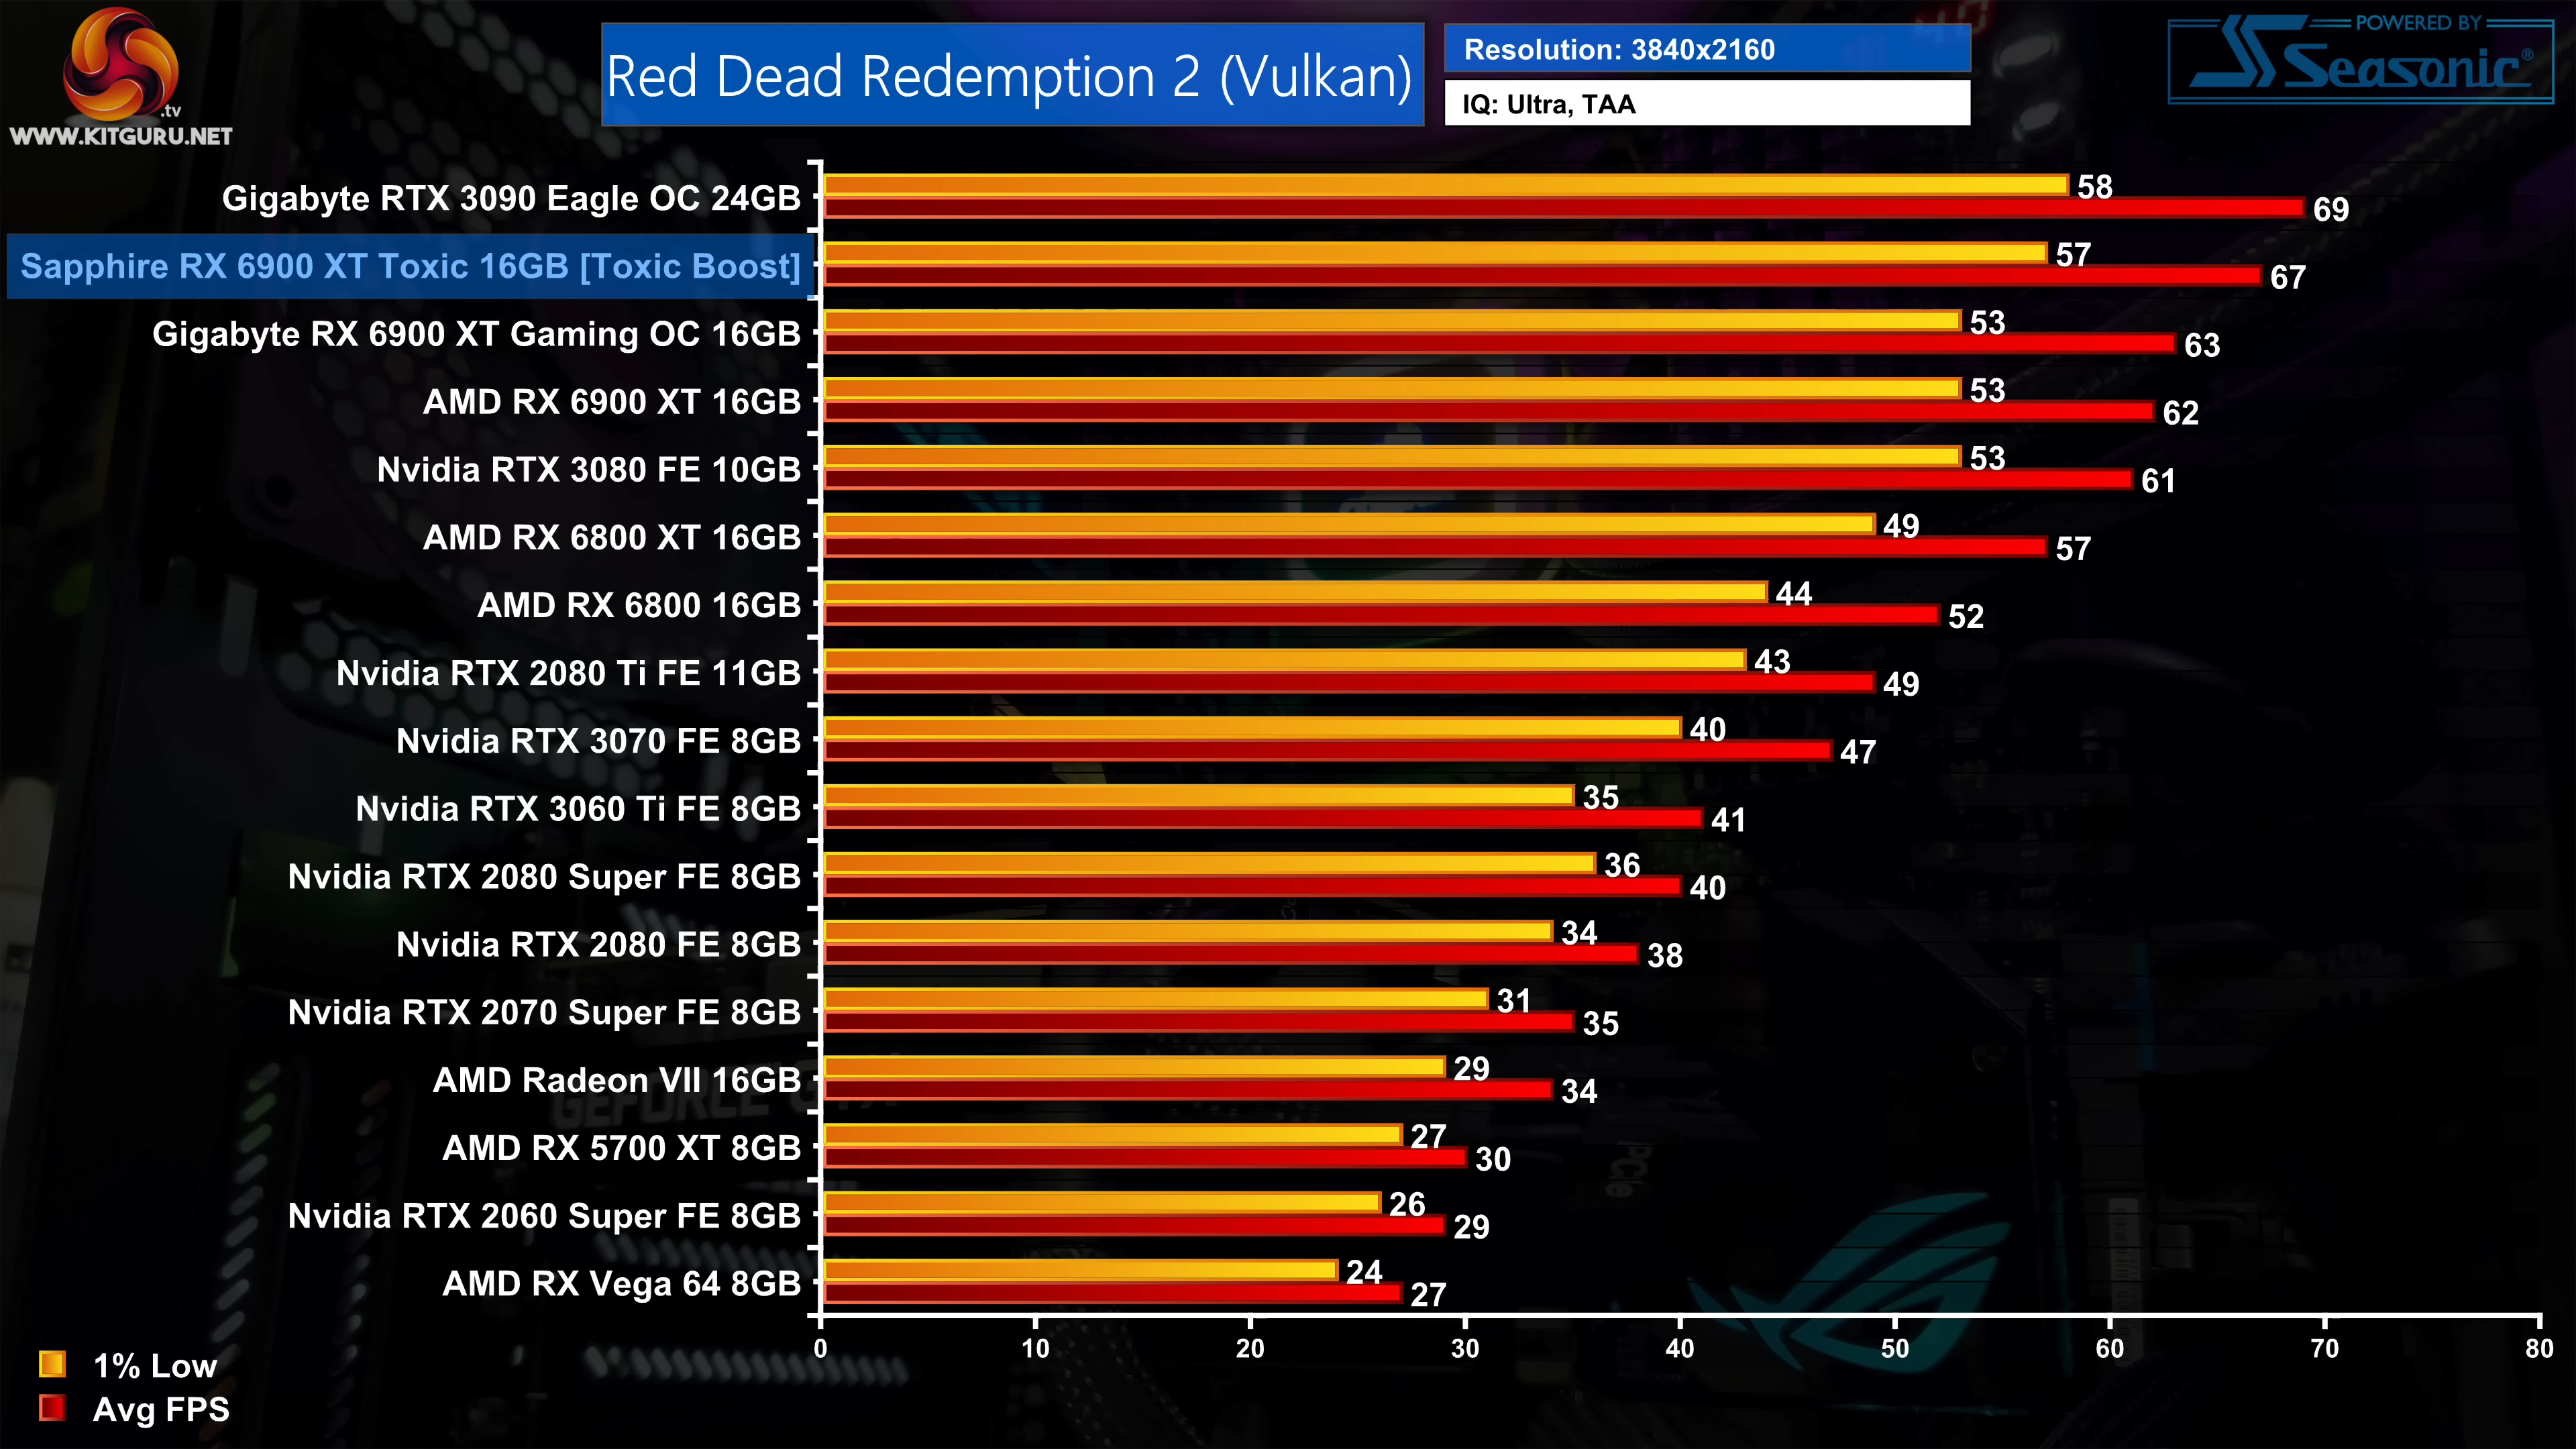 .tv
WWW.KITGURU.NET
Red Dead Redemption 2 (Vulkan)
Resolution: 3840x2160
IQ: Ultra, TAA
POWERED BY
Seasonic®
Gigabyte RTX 3090 Eagle OC 24GB 58 69
Sapphire RX 6900 XT Toxic 16GB [Toxic Boost] 57 67
Gigabyte RX 6900 XT Gaming OC 16GB 53 63
AMD RX 6900 XT 16GB 53 62
Nvidia RTX 3080 FE 10GB 53 61
AMD RX 6800 XT 16GB 49 57
AMD RX 6800 16GB 44 52
Nvidia RTX 2080 Ti FE 11GB 43 49
Nvidia RTX 3070 FE 8GB 40 47
Nvidia RTX 3060 Ti FE 8GB 35 41
Nvidia RTX 2080 Super FE 8GB 36 40
Nvidia RTX 2080 FE 8GB 34 38
Nvidia RTX 2070 Super FE 8GB 31 35
AMD Radeon VII 16GB 29 34
GEFORCE GTX
AMD RX 5700 XT 8GB 27 30
PCIe
Nvidia RTX 2060 Super FE 8GB 26 29
AMD RX Vega 64 8GB 24 27
0 10 20 30 40 50 60 70 80
1% Low
Avg FPS